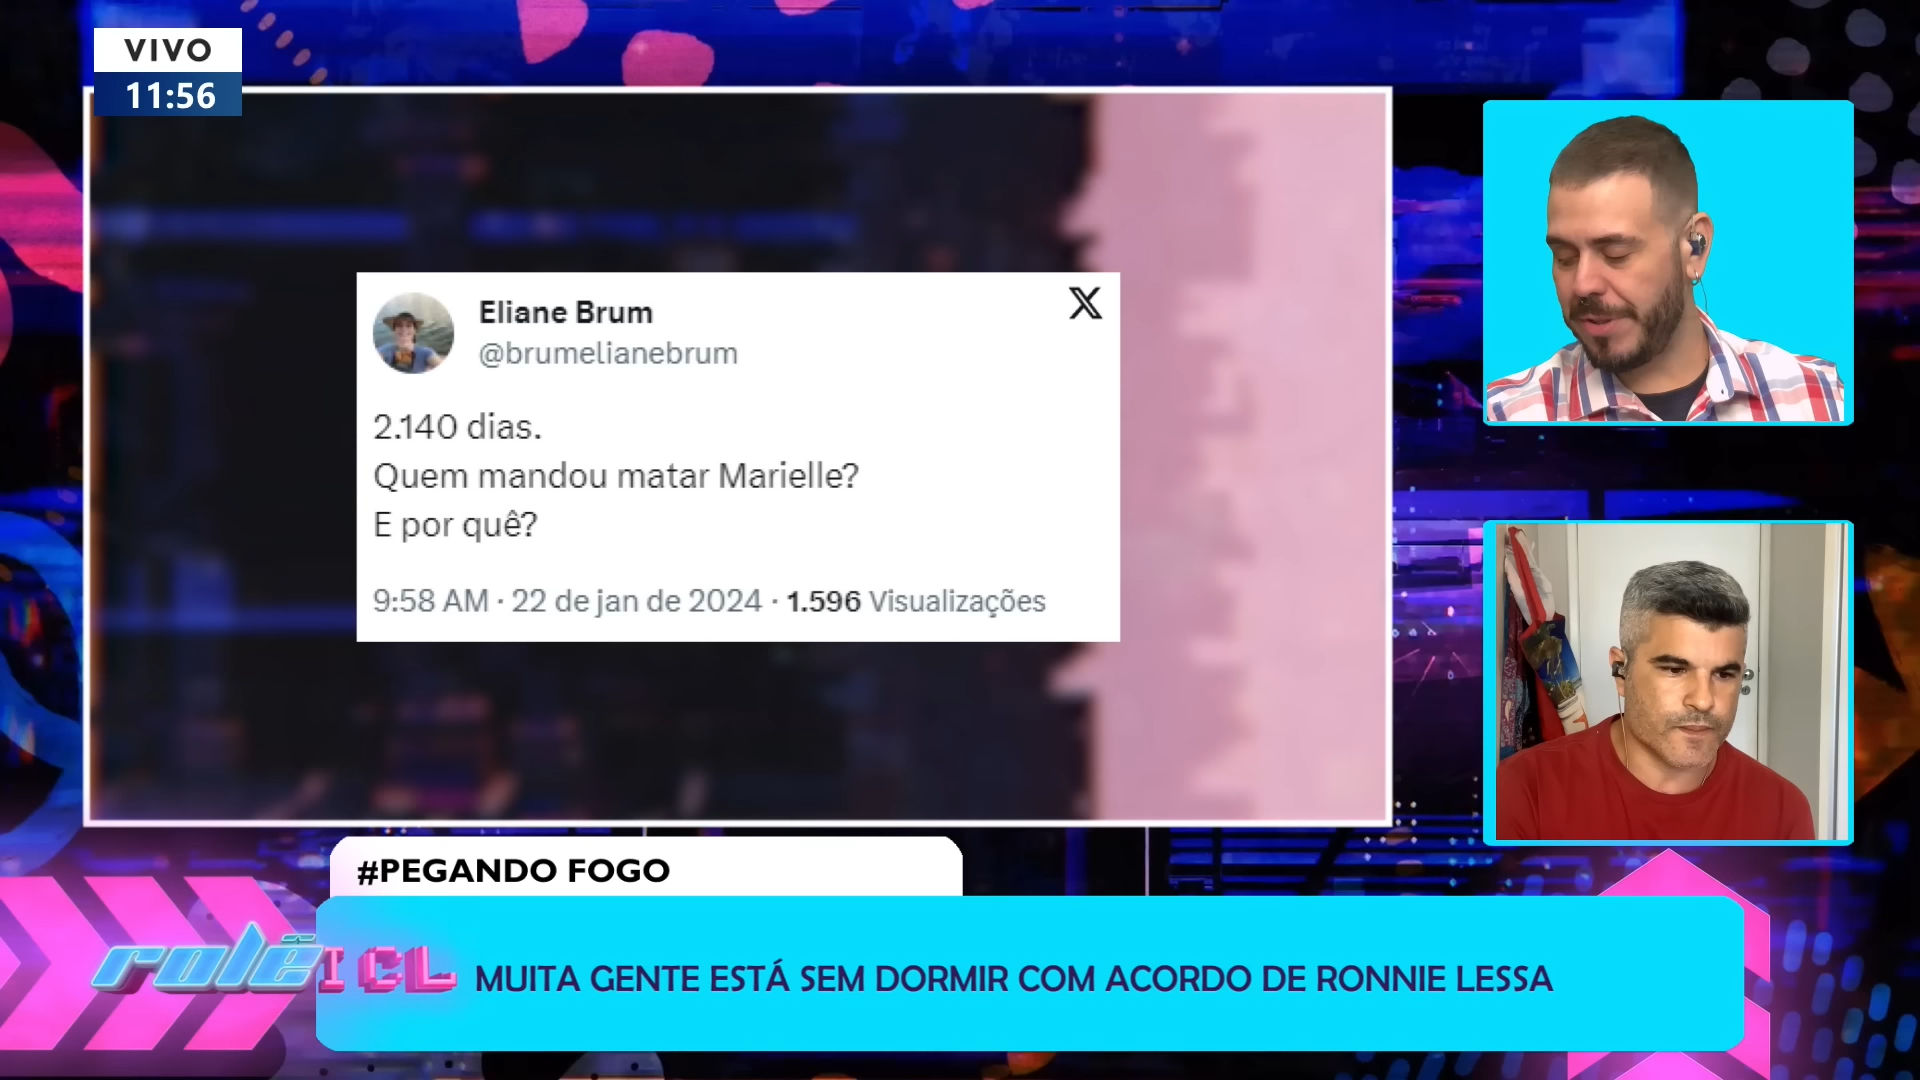 VIVO
11:56
Eliane Brum
@brumelianebrum
X
2.140 dias.
Quem mandou matar Marielle?
E por quê?
9:58 AM · 22 de jan de 2024 · 1.596 Visualizações
#PEGANDO FOGO
rolê ICL
MUITA GENTE ESTÁ SEM DORMIR COM ACORDO DE RONNIE LESSA